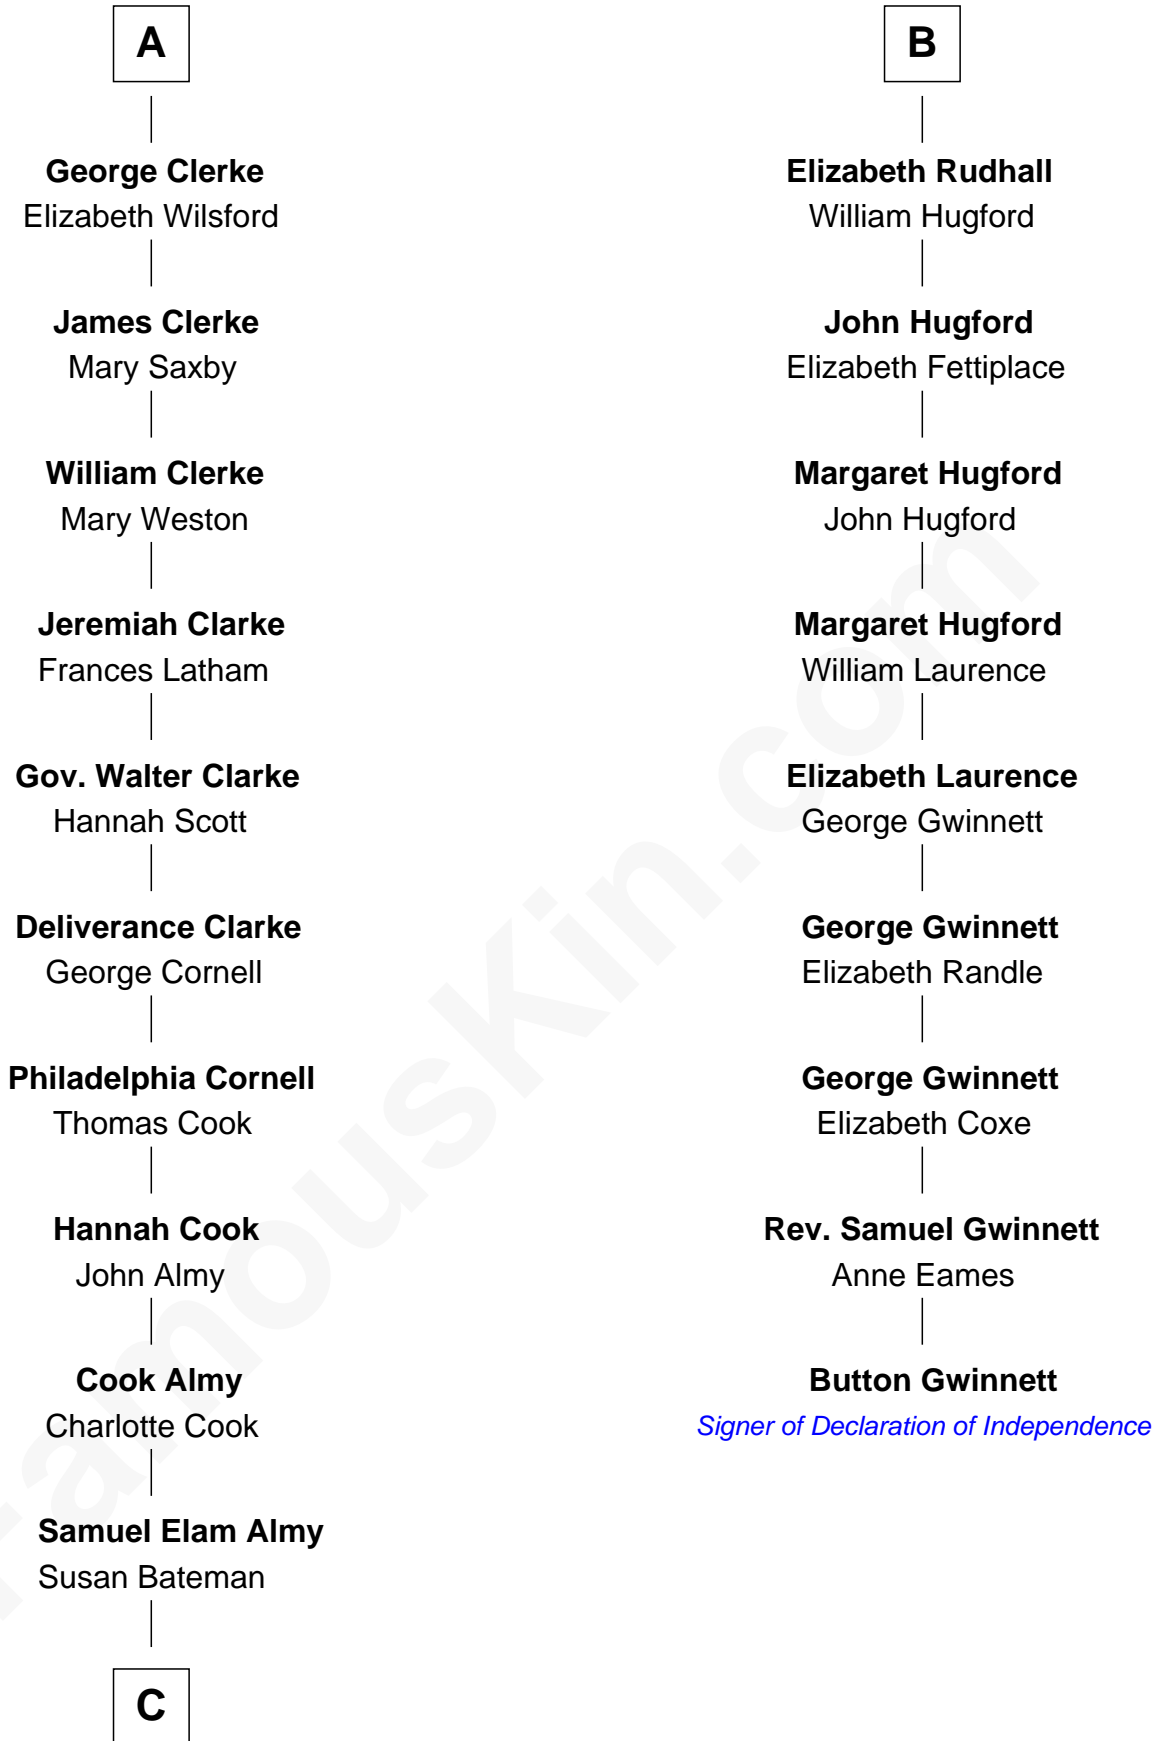 A
George Clerke
Elizabeth Wilsford
James Clerke
Mary Saxby
William Clerke
Mary Weston
Jeremiah Clarke
Frances Latham
Gov. Walter Clarke
Hannah Scott
Deliverance Clarke
George Cornell
Philadelphia Cornell
Thomas Cook
Hannah Cook
John Almy
Cook Almy
Charlotte Cook
Samuel Elam Almy
Susan Bateman
C
B
Elizabeth Rudhall
William Hugford
John Hugford
Elizabeth Fettiplace
Margaret Hugford
John Hugford
Margaret Hugford
William Laurence
Elizabeth Laurence
George Gwinnett
George Gwinnett
Elizabeth Randle
George Gwinnett
Elizabeth Coxe
Rev. Samuel Gwinnett
Anne Eames
Button Gwinnett
Signer of Declaration of Independence
FamousKin.com